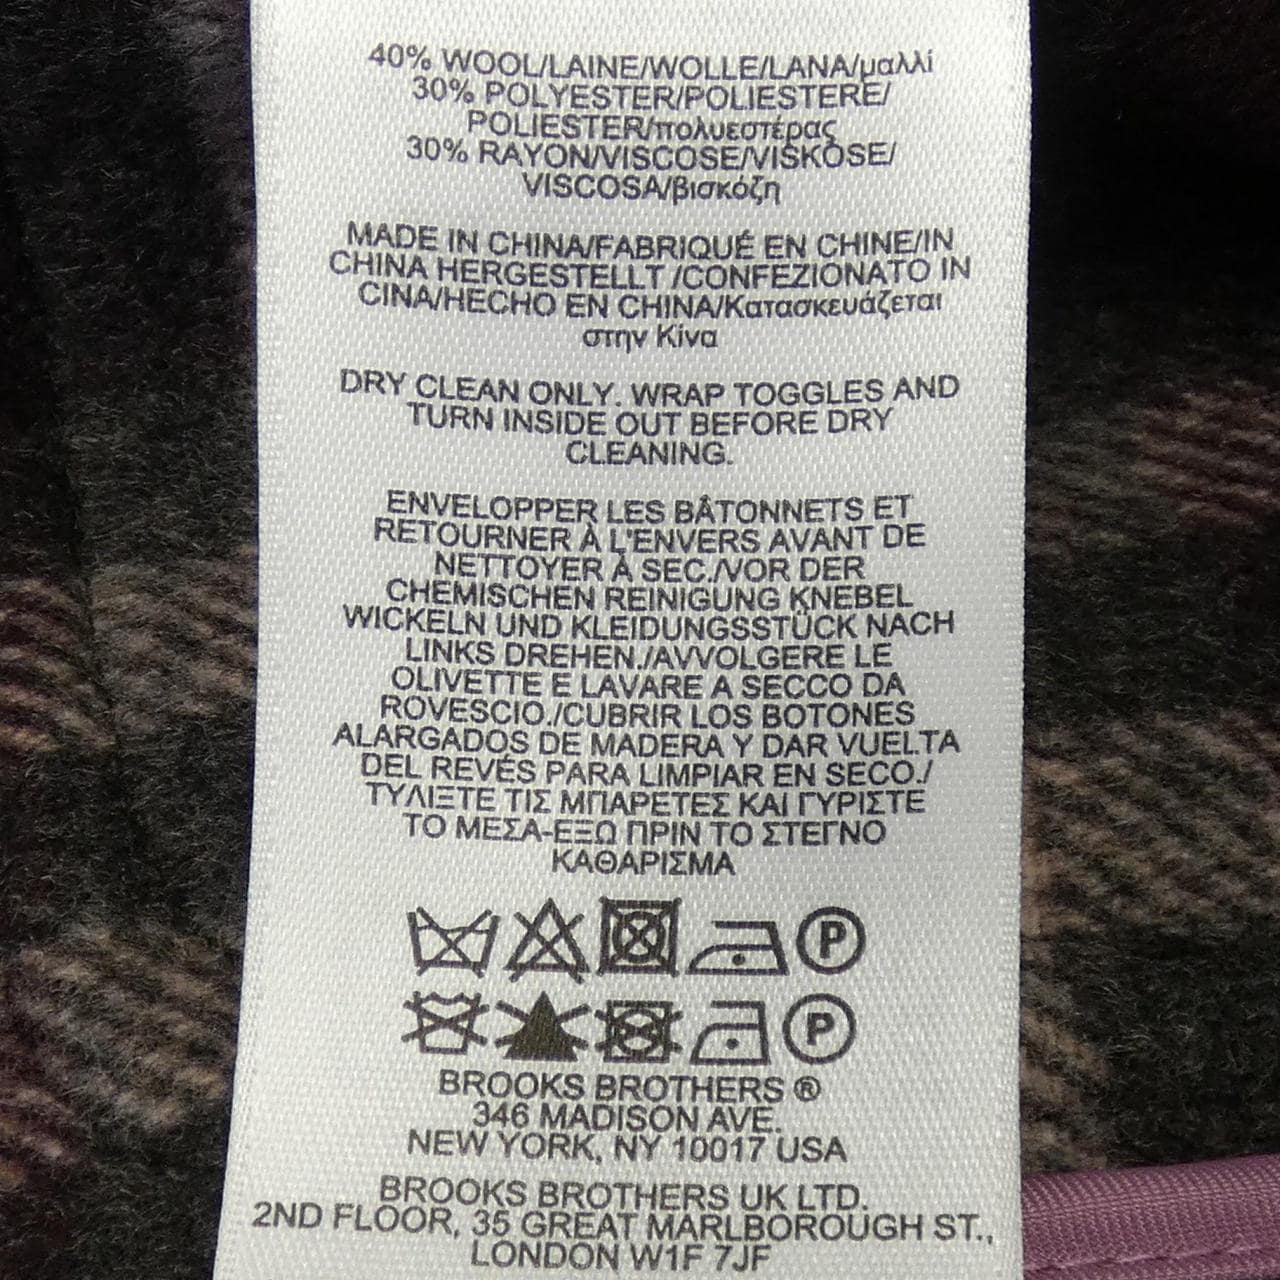 40% WOOL/LAINE/WOLLE/LANA/μαλλί
30% POLYESTER/POLIESTERE/
POLIESTER/πολυεστέρας
30% RAYON/VISCOSE/VISKOSE/
VISCOSA/βισκόζη
MADE IN CHINA/FABRIQUÉ EN CHINE/IN
CHINA HERGESTELLT /CONFEZIONATO IN
CINA/HECHO EN CHINA/Κατασκευάζεται
στην Κίνα
DRY CLEAN ONLY. WRAP TOGGLES AND
TURN INSIDE OUT BEFORE DRY
CLEANING.
ENVELOPPER LES BÂTONNETS ET
RETOURNER À L'ENVERS AVANT DE
NETTOYER À SEC./VOR DER
CHEMISCHEN REINIGUNG KNEBEL
WICKELN UND KLEIDUNGSSTÜCK NACH
LINKS DREHEN./AVVOLGERE LE
OLIVETTE E LAVARE A SECCO DA
ROVESCIO./CUBRIR LOS BOTONES
ALARGADOS DE MADERA Y DAR VUELTA
DEL REVÉS PARA LIMPIAR EN SECO./
ΤΥΛΙΞΤΕ ΤΙΣ ΜΠΑΡΕΤΕΣ ΚΑΙ ΓΥΡΙΣΤΕ
ΤΟ ΜΕΣΑ-ΕΞΩ ΠΡΙΝ ΤΟ ΣΤΕΓΝΟ
ΚΑΘΑΡΙΣΜΑ
P
P
BROOKS BROTHERS ®
346 MADISON AVE.
NEW YORK, NY 10017 USA
BROOKS BROTHERS UK LTD.
2ND FLOOR, 35 GREAT MARLBOROUGH ST.,
LONDON W1F 7JF